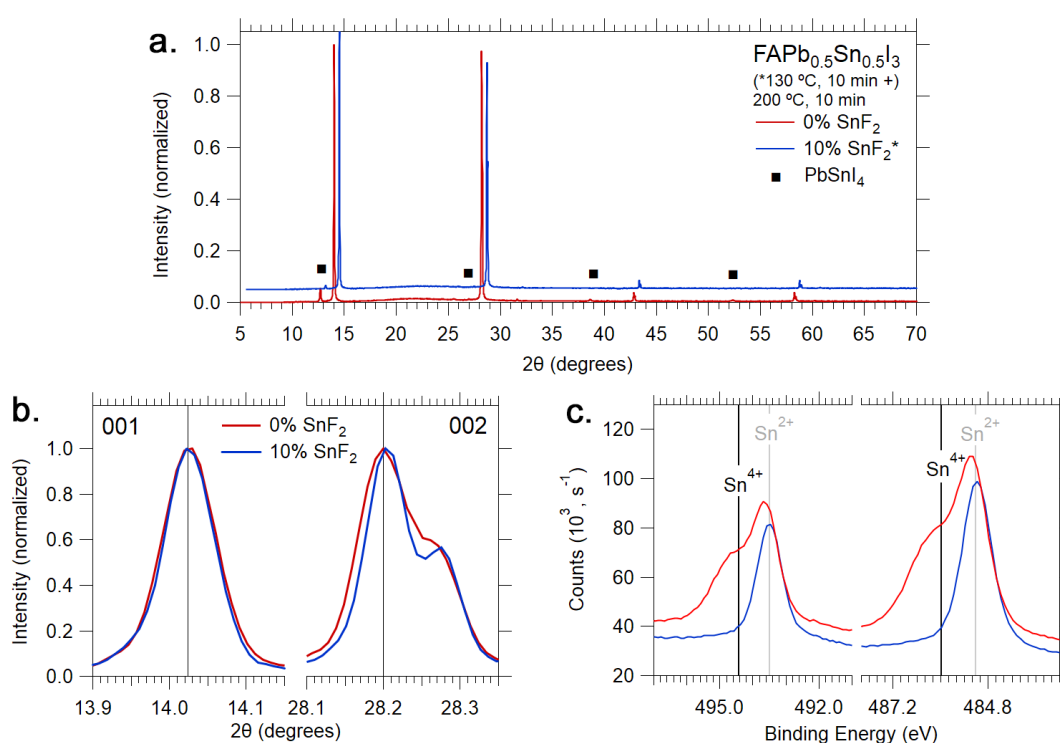 a.
Intensity (normalized)
1.0
0.8
0.6
0.4
0.2
0.0
FAPb0.5Sn0.5I3
(*130 ºC, 10 min +)
200 ºC, 10 min
0% SnF2
10% SnF2*
PbSnI4
5 10 15 20 25 30 35 40 45 50 55 60 65 70
2θ (degrees)
b.
Intensity (normalized)
1.0
0.8
0.6
0.4
0.2
0.0
001
0% SnF2
10% SnF2
002
13.9 14.0 14.1 28.1 28.2 28.3
2θ (degrees)
c.
Counts (10³, s⁻¹)
120
100
80
60
40
20
Sn2+
Sn4+
Sn2+
Sn4+
495.0 492.0 487.2 484.8
Binding Energy (eV)